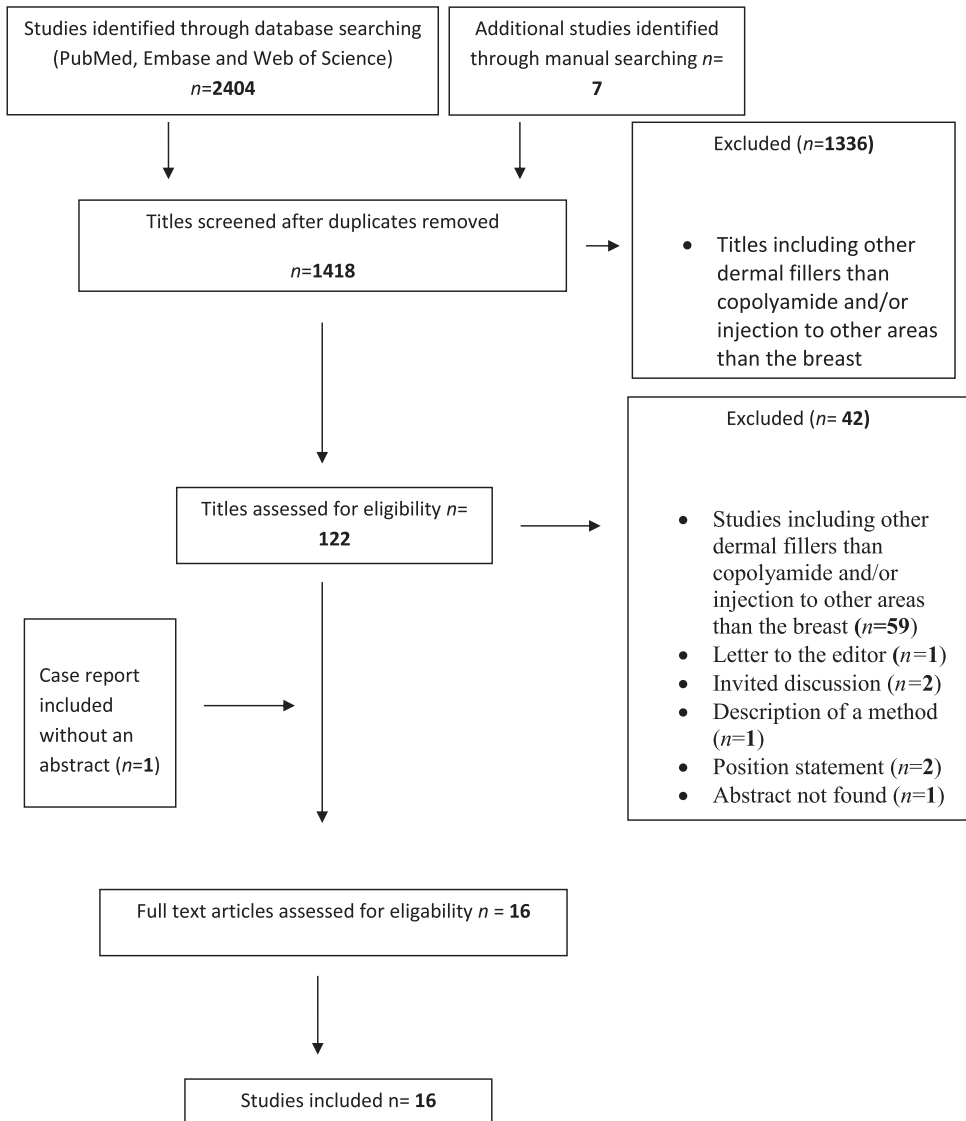 Studies identified through database searching
(PubMed, Embase and Web of Science)
n=2404
Additional studies identified
through manual searching n=
7
Excluded (n=1336)
Titles screened after duplicates removed
n=1418
• Titles including other
dermal fillers than
copolyamide and/or
injection to other areas
than the breast
Excluded (n= 42)
Titles assessed for eligibility n=
122
• Studies including other
dermal fillers than
copolyamide and/or
injection to other areas
than the breast (n=59)
• Letter to the editor (n=1)
• Invited discussion (n=2)
• Description of a method
(n=1)
• Position statement (n=2)
• Abstract not found (n=1)
Case report
included
without an
abstract (n=1)
Full text articles assessed for eligability n = 16
Studies included n= 16